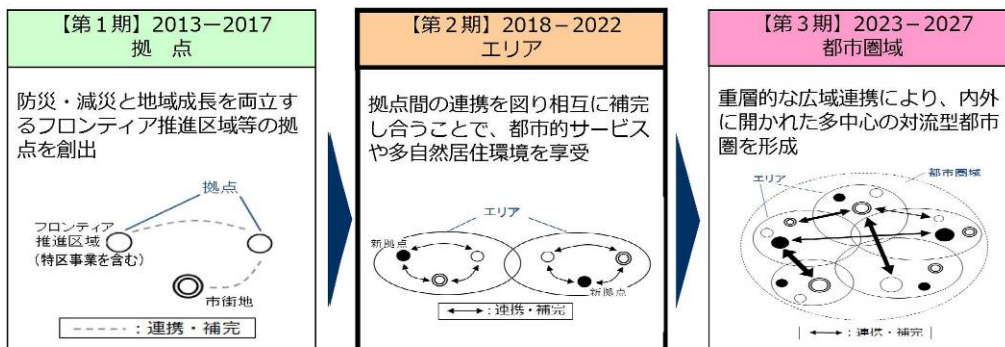 【第1期】2013ー2017
拠 点
防災・減災と地域成長を両立す
るフロンティア推進区域等の拠
点を創出
拠点
フロンティア
推進区域
(特区事業を含む)
市街地
：連携・補完
【第2期】2018－2022
エリア
拠点間の連携を図り相互に補完
し合うことで、都市的サービス
や多自然居住環境を享受
エリア
新拠点
新拠点
：連携・補完
【第3期】2023－2027
都市圏域
重層的な広域連携により、内外
に開かれた多中心の対流型都市
圏を形成
エリア
都市圏域
：連携・補完